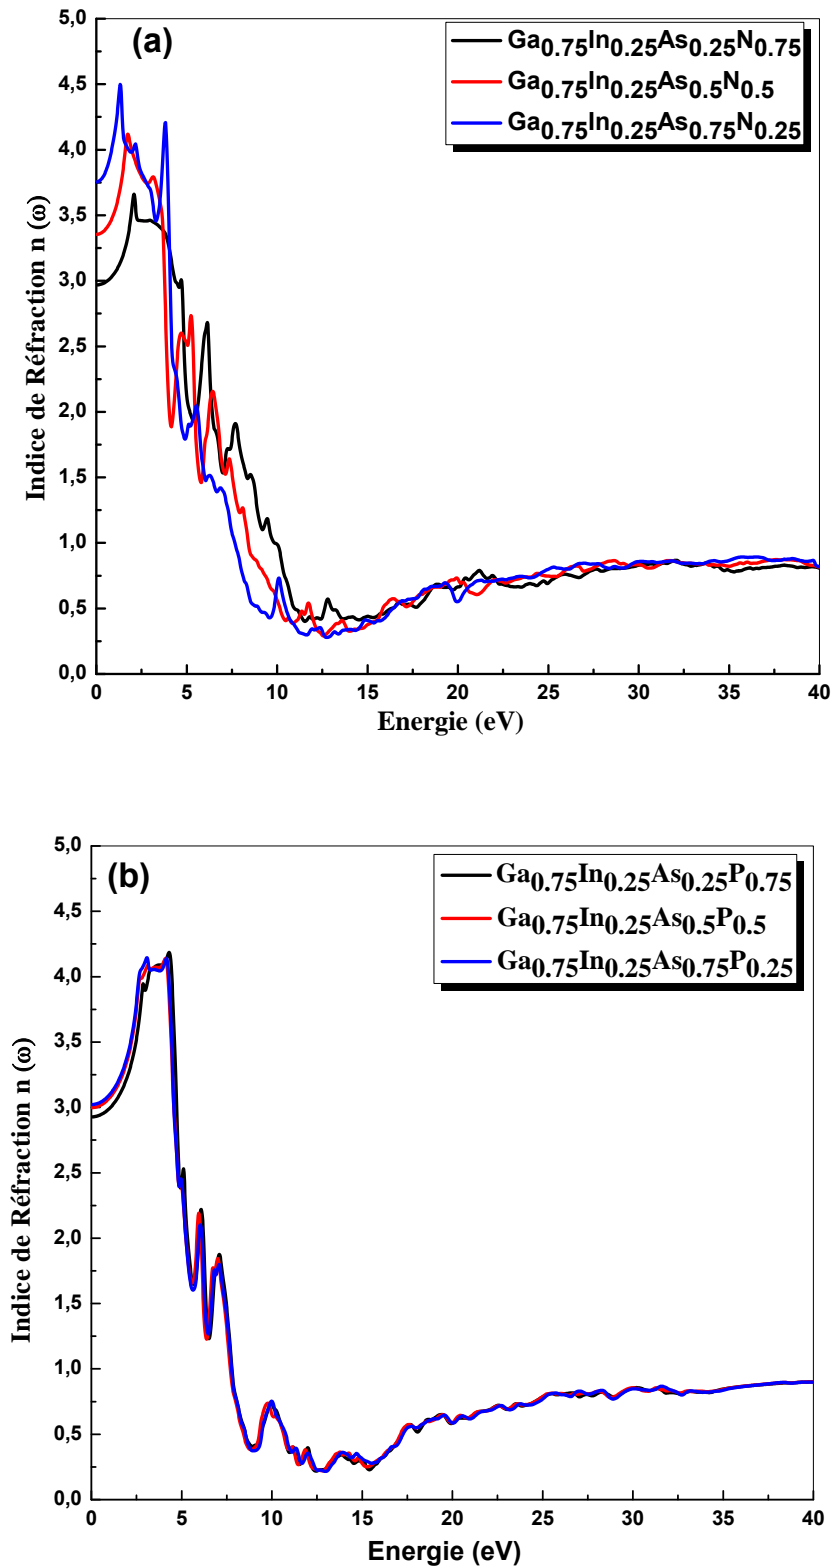 (a)
Ga0.75In0.25As0.25N0.75
Ga0.75In0.25As0.5N0.5
Ga0.75In0.25As0.75N0.25
5,0
4,5
4,0
3,5
3,0
2,5
2,0
1,5
1,0
0,5
0,0
Indice de Réfraction n (ω)
0 5 10 15 20 25 30 35 40
Energie (eV)
(b)
Ga0.75In0.25As0.25P0.75
Ga0.75In0.25As0.5P0.5
Ga0.75In0.25As0.75P0.25
5,0
4,5
4,0
3,5
3,0
2,5
2,0
1,5
1,0
0,5
0,0
Indice de Réfraction n (ω)
0 5 10 15 20 25 30 35 40
Energie (eV)